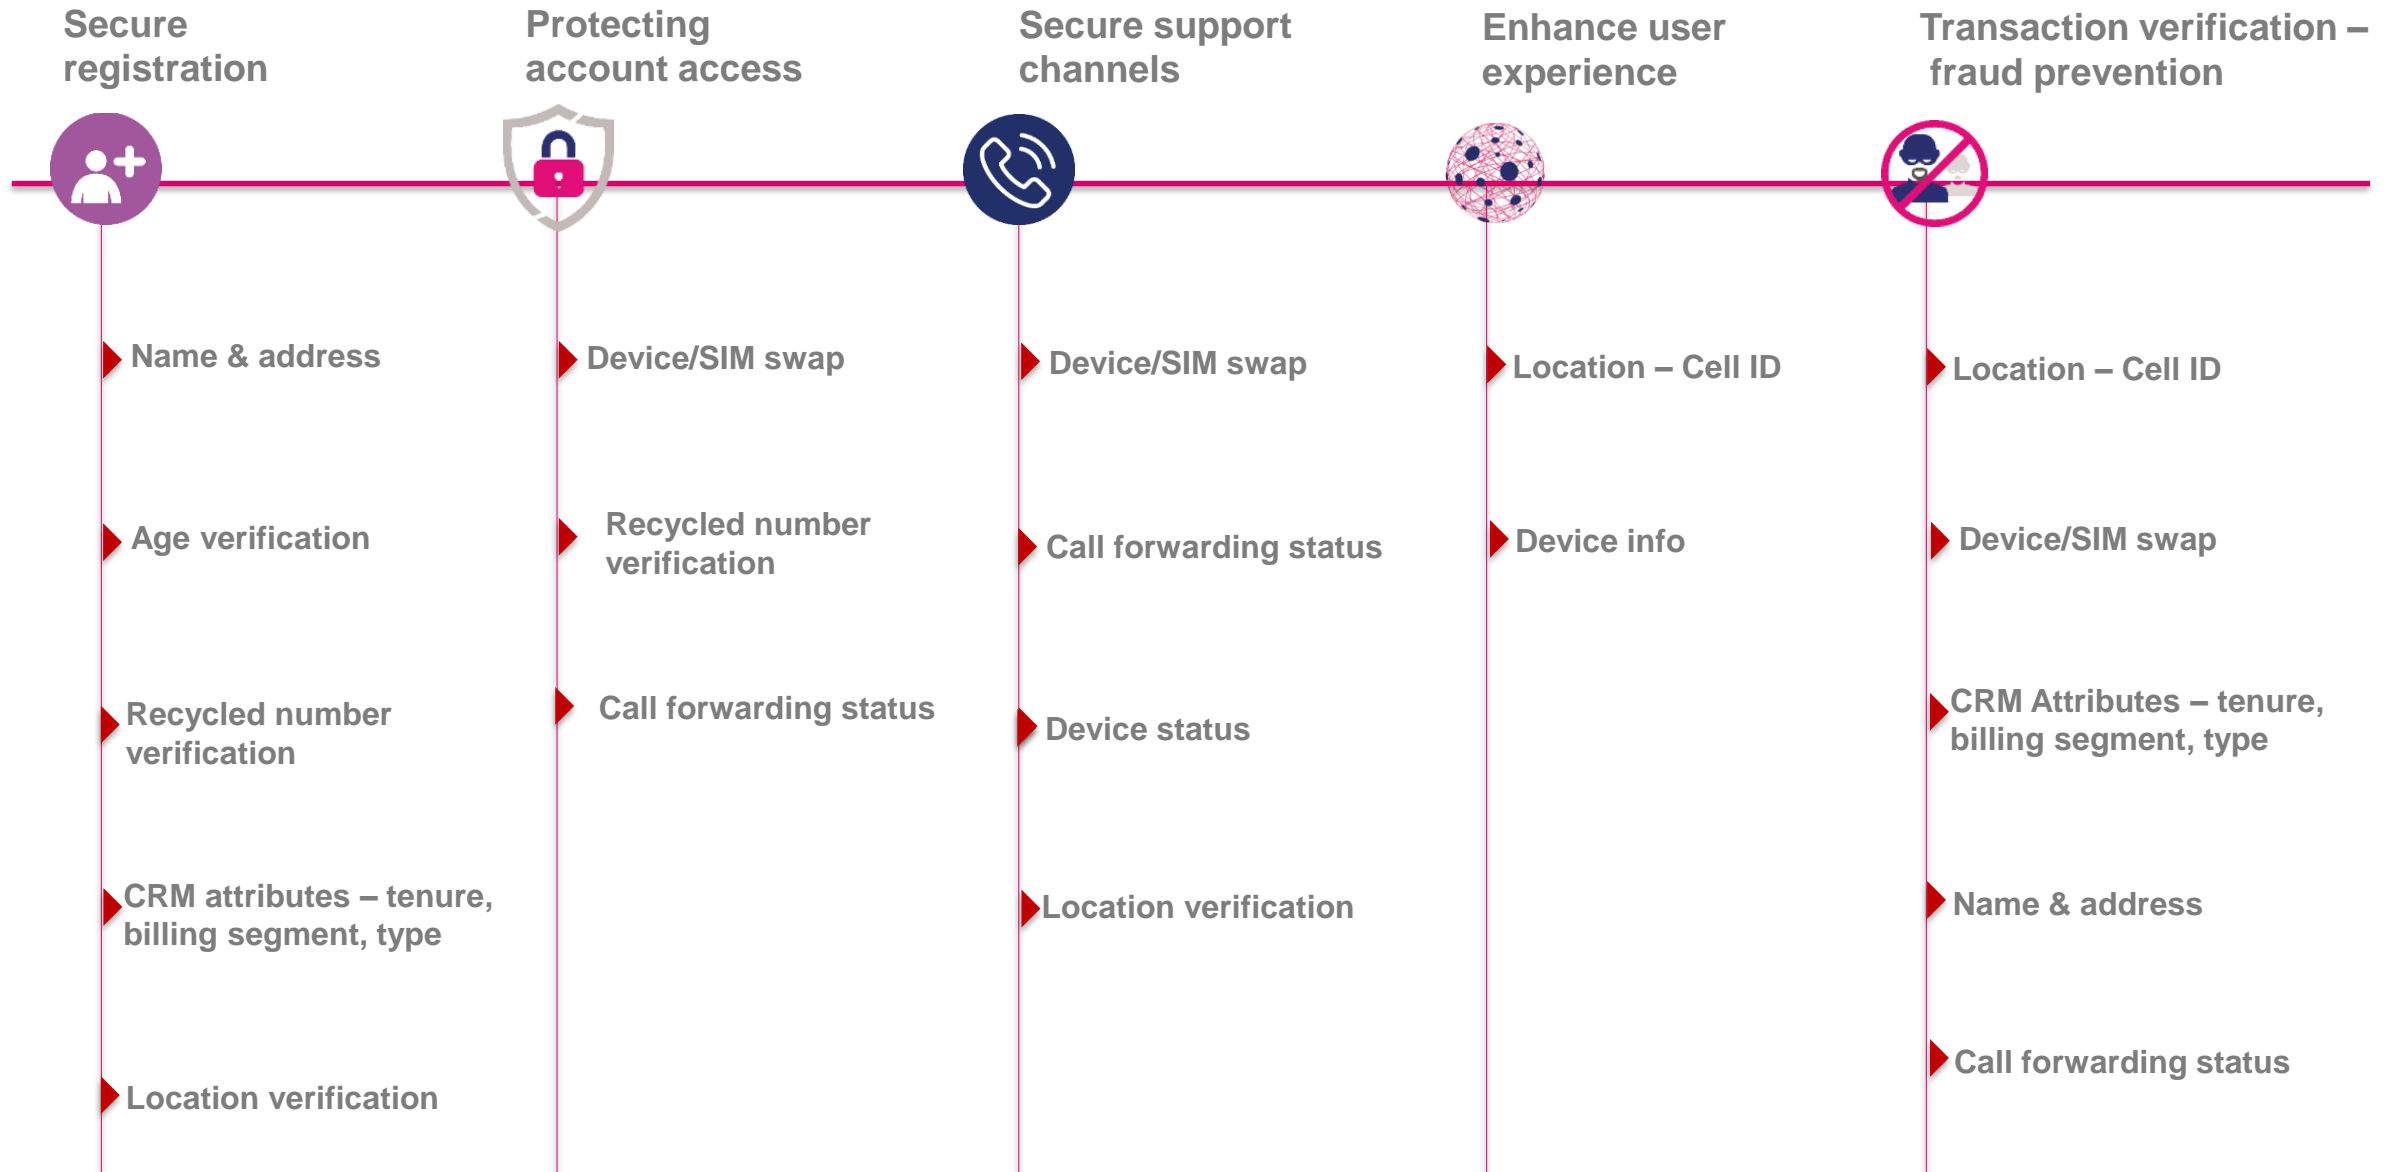 Secure
registration
Name & address
Age verification
Recycled number
verification
CRM attributes – tenure,
billing segment, type
Location verification
Protecting
account access
Device/SIM swap
Recycled number
verification
Call forwarding status
Secure support
channels
Device/SIM swap
Call forwarding status
Device status
Location verification
Enhance user
experience
Location – Cell ID
Device info
Transaction verification –
fraud prevention
Location – Cell ID
Device/SIM swap
CRM Attributes – tenure,
billing segment, type
Name & address
Call forwarding status